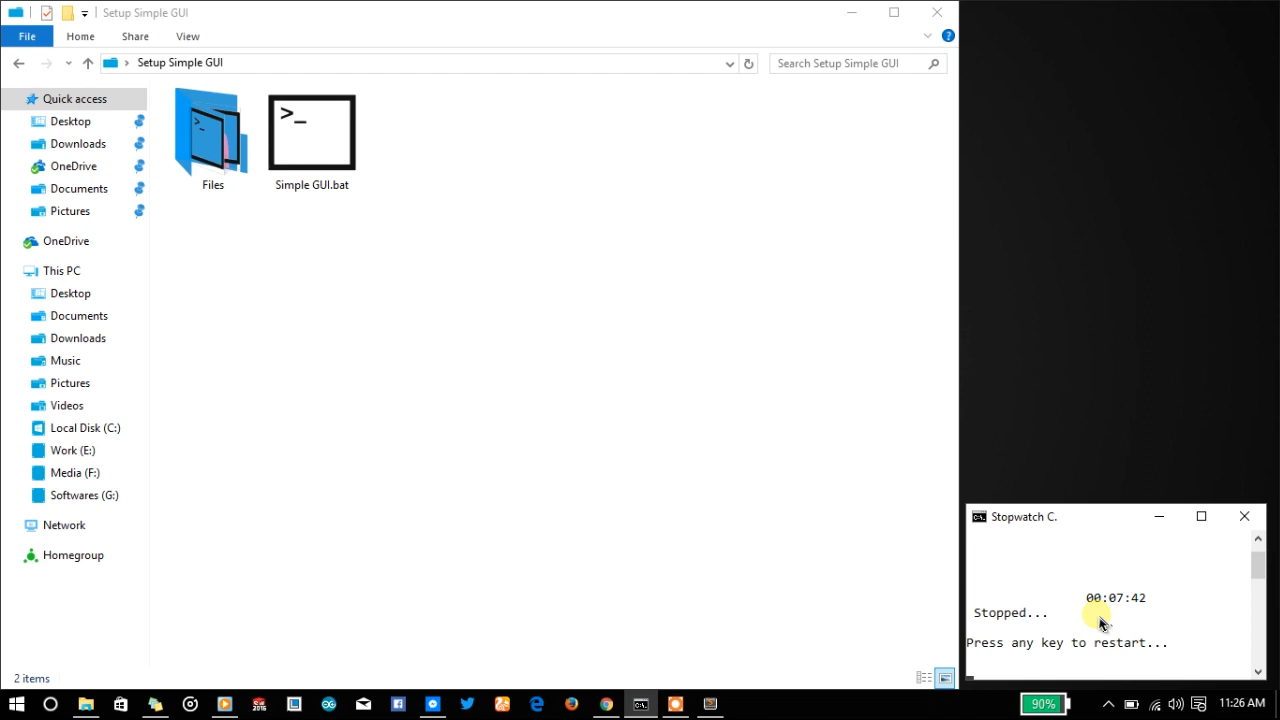 Setup Simple GUI
File
Home
Share
View
Setup Simple GUI
Search Setup Simple GUI
Quick access
Desktop
Downloads
OneDrive
Documents
Pictures
OneDrive
This PC
Desktop
Documents
Downloads
Music
Pictures
Videos
Local Disk (C:)
Work (E:)
Media (F:)
Softwares (G:)
Network
Homegroup
Files
Simple GUI.bat
2 items
Stopwatch C.
00:07:42
Stopped...
Press any key to restart...
90%
11:26 AM